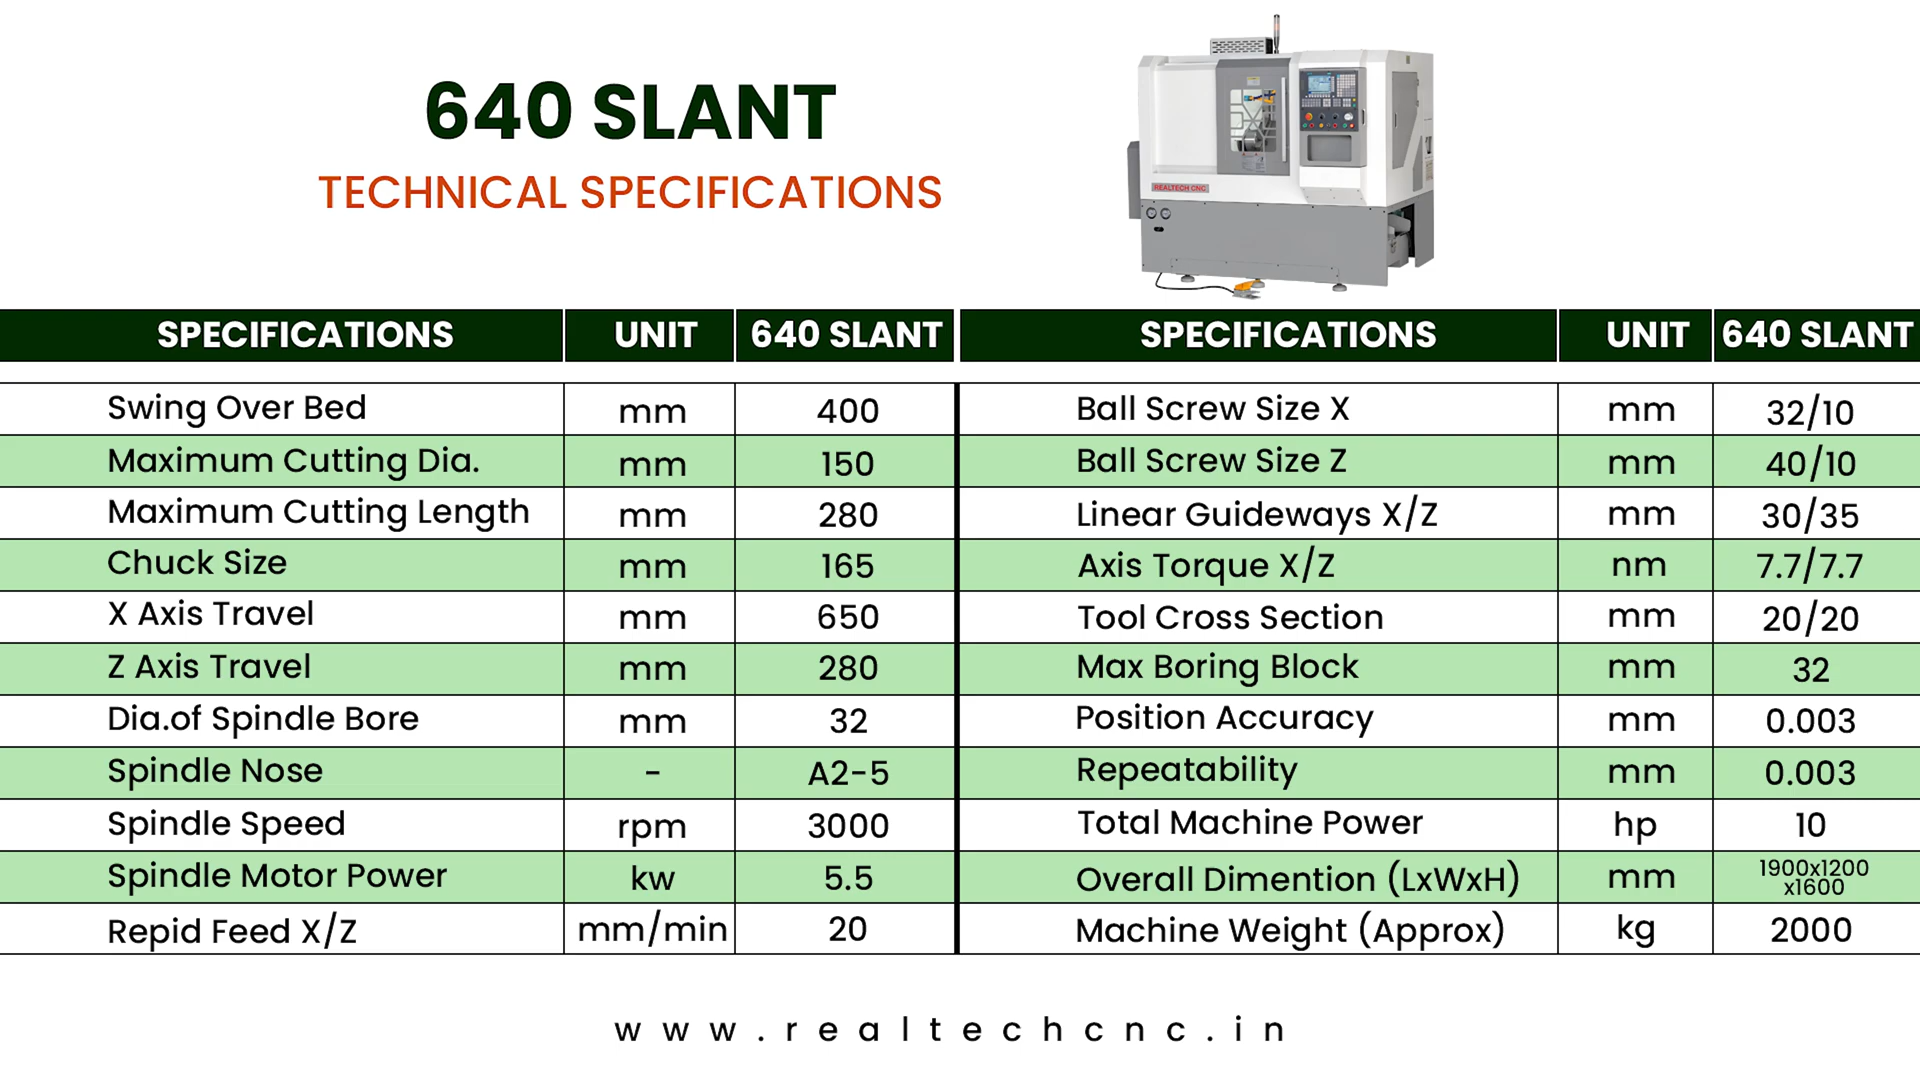 640 SLANT
TECHNICAL SPECIFICATIONS
REALTECH CNC
SPECIFICATIONS UNIT 640 SLANT SPECIFICATIONS UNIT 640 SLANT
Swing Over Bed mm 400 Ball Screw Size X mm 32/10
Maximum Cutting Dia. mm 150 Ball Screw Size Z mm 40/10
Maximum Cutting Length mm 280 Linear Guideways X/Z mm 30/35
Chuck Size mm 165 Axis Torque X/Z nm 7.7/7.7
X Axis Travel mm 650 Tool Cross Section mm 20/20
Z Axis Travel mm 280 Max Boring Block mm 32
Dia.of Spindle Bore mm 32 Position Accuracy mm 0.003
Spindle Nose - A2-5 Repeatability mm 0.003
Spindle Speed rpm 3000 Total Machine Power hp 10
Spindle Motor Power kw 5.5 Overall Dimention (LxWxH) mm 1900x1200
x1600
Repid Feed X/Z mm/min 20 Machine Weight (Approx) kg 2000
www.realtechcnc.in